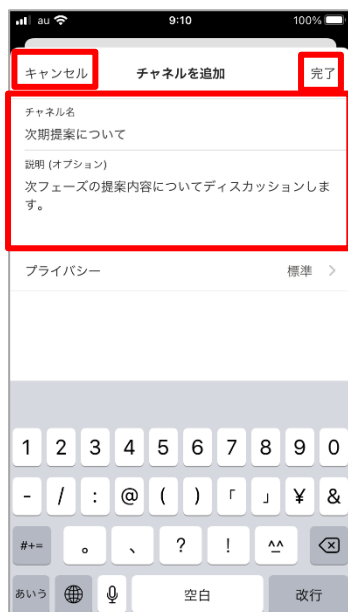 au 9:10 100%
キャンセル チャネルを追加 完了
チャネル名
次期提案について
説明 (オプション)
次フェーズの提案内容についてディスカッションしま
す。
プライバシー 標準 >
1 2 3 4 5 6 7 8 9 0
- / : @ ( ) 「 」 ¥ &
#+= 。 、 ? ! ^^
あいう 空白 改行